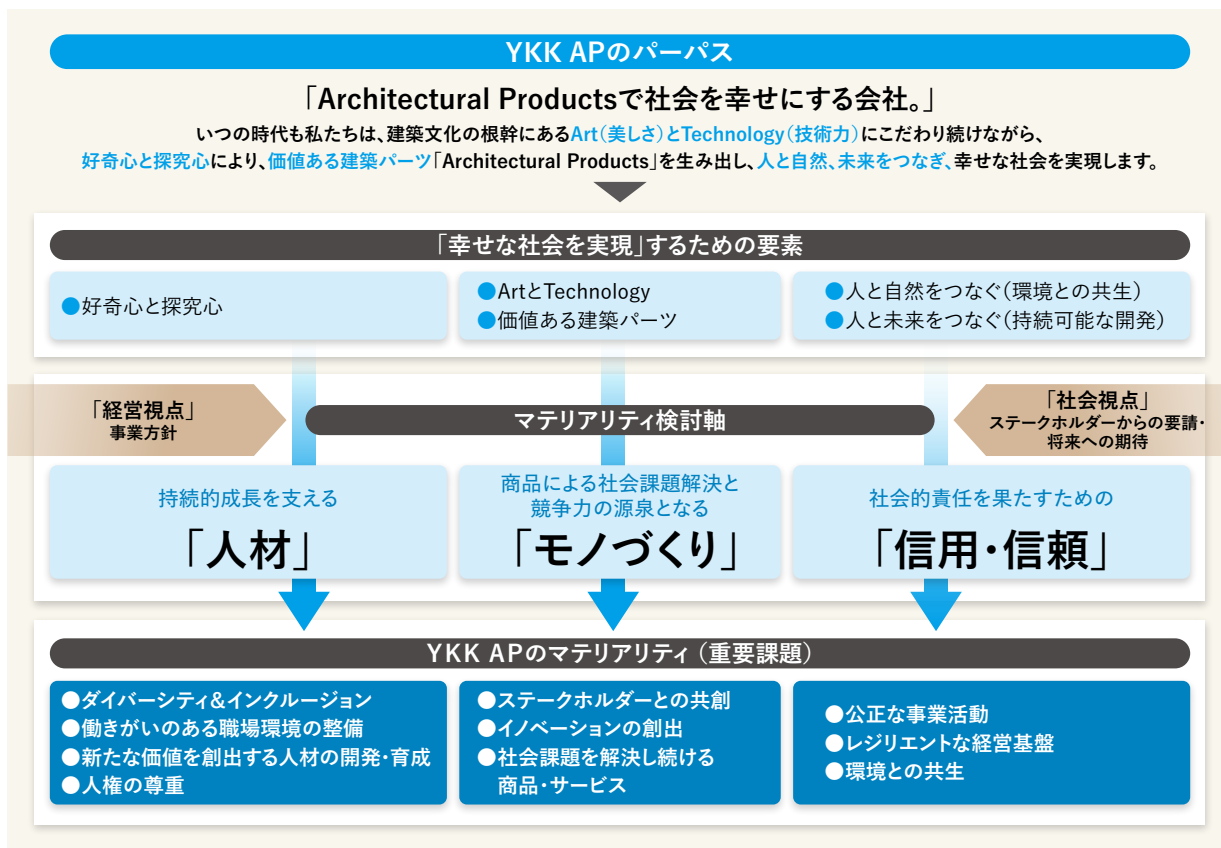 YKK APのパーパス
「Architectural Productsで社会を幸せにする会社。」
いつの時代も私たちは、建築文化の根幹にあるArt（美しさ）とTechnology（技術力）にこだわり続けながら、
好奇心と探究心により、価値ある建築パーツ「Architectural Products」を生み出し、人と自然、未来をつなぎ、幸せな社会を実現します。
「幸せな社会を実現」するための要素
●好奇心と探究心
●ArtとTechnology
●価値ある建築パーツ
●人と自然をつなぐ（環境との共生）
●人と未来をつなぐ（持続可能な開発）
「経営視点」
事業方針
マテリアリティ検討軸
「社会視点」
ステークホルダーからの要請・
将来への期待
持続的成長を支える
「人材」
商品による社会課題解決と
競争力の源泉となる
「モノづくり」
社会的責任を果たすための
「信用・信頼」
YKK APのマテリアリティ（重要課題）
●ダイバーシティ&インクルージョン
●働きがいのある職場環境の整備
●新たな価値を創出する人材の開発・育成
●人権の尊重
●ステークホルダーとの共創
●イノベーションの創出
●社会課題を解決し続ける
商品・サービス
●公正な事業活動
●レジリエントな経営基盤
●環境との共生